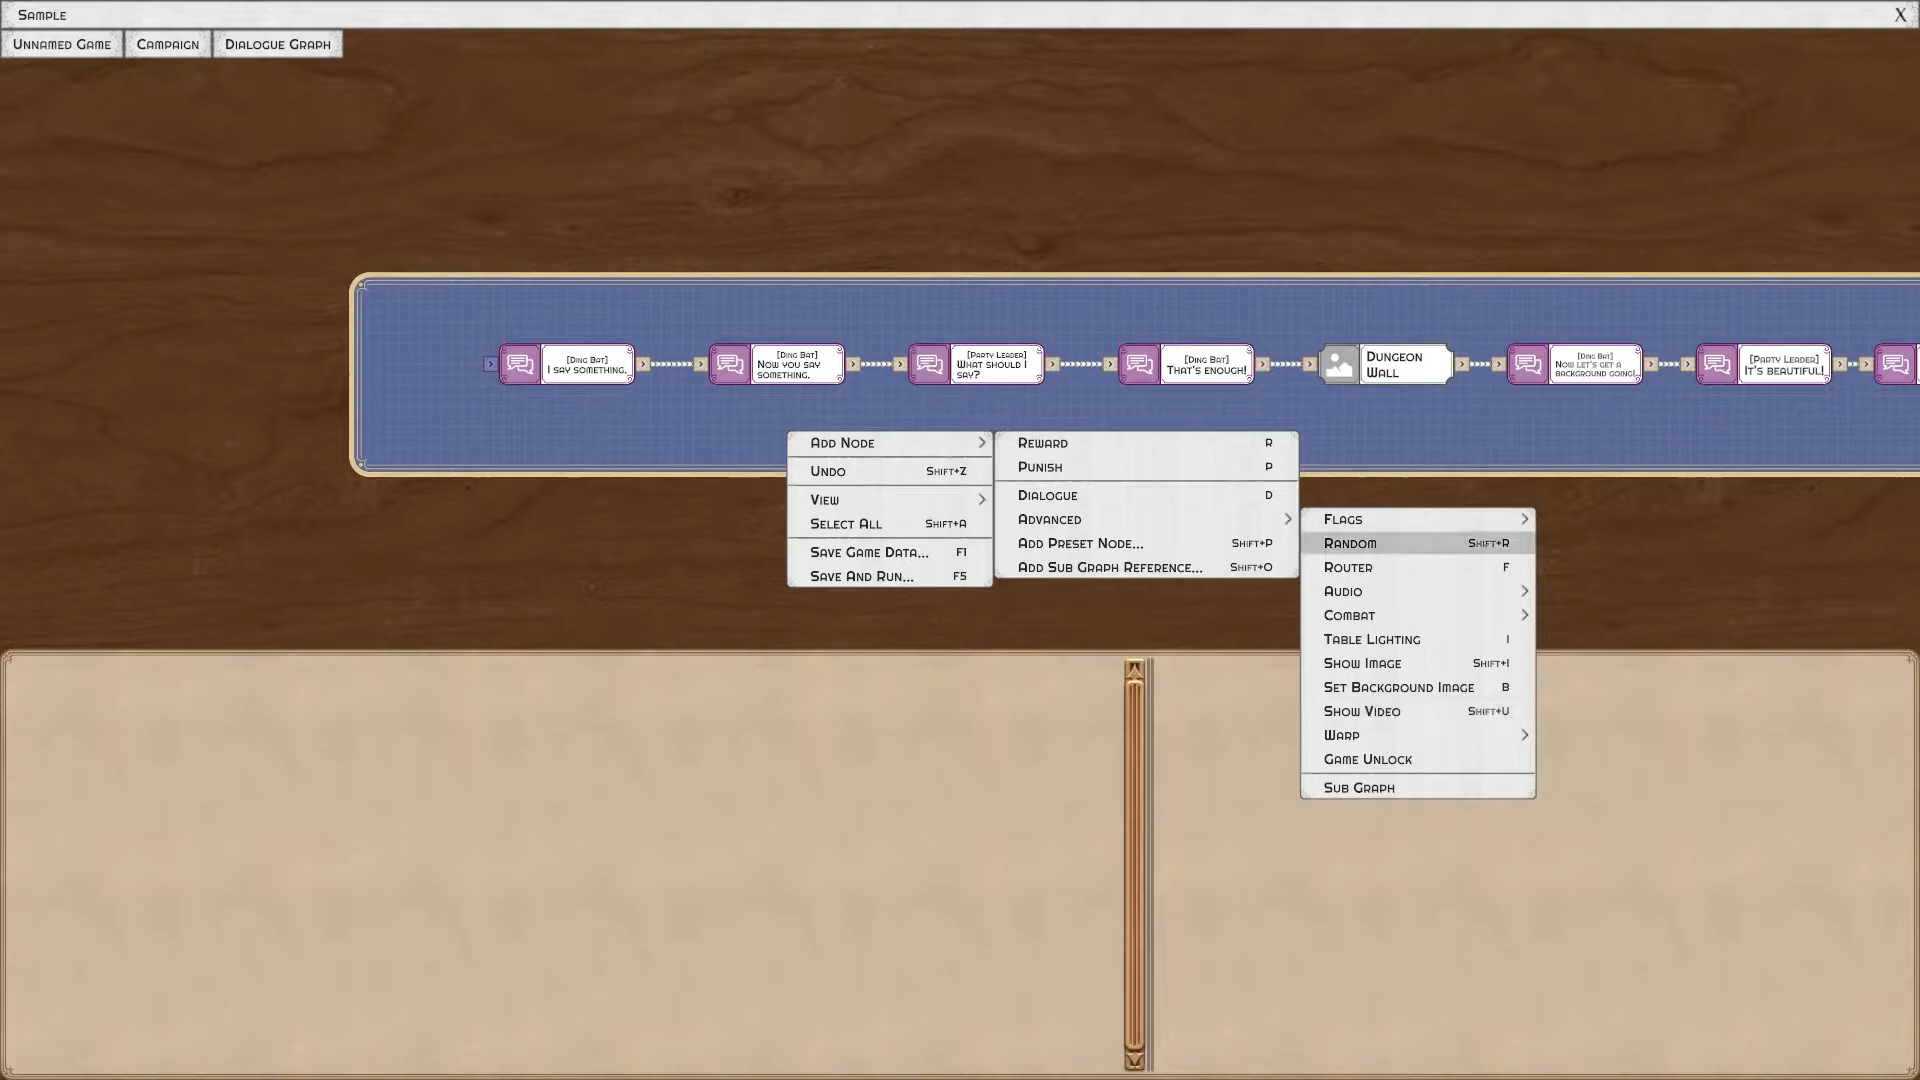 Sample
X
Unnamed Game
Campaign
Dialogue Graph
[Ding Bat]
I say something.
[Ding Bat]
Now you say
something.
[Party Leader]
What should I
say?
[Ding Bat]
That's enough!
Dungeon
Wall
[Ding Bat]
Now let's get a
background going!
[Party Leader]
It's beautiful!
Add Node
Undo Shift+Z
View
Select All Shift+A
Save Game Data... F1
Save And Run... F5
Reward R
Punish P
Dialogue D
Advanced
Add Preset Node... Shift+P
Add Sub Graph Reference... Shift+O
Flags
Random Shift+R
Router F
Audio
Combat
Table Lighting I
Show Image Shift+I
Set Background Image B
Show Video Shift+U
Warp
Game Unlock
Sub Graph